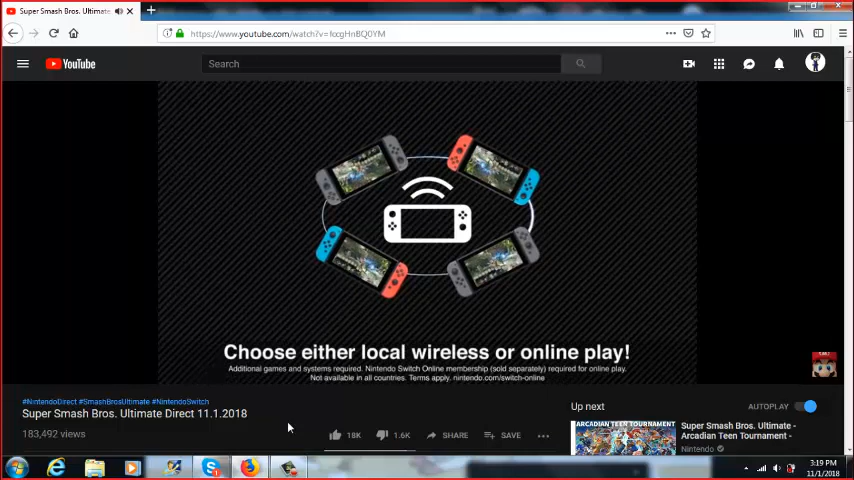 Super Smash Bros. Ultimate
https://www.youtube.com/watch?v=fccgHnBQ0YM
YouTube
Search
Choose either local wireless or online play!
Additional games and systems required. Nintendo Switch Online membership (sold separately) required for online play.
Not available in all countries. Terms apply. nintendo.com/switch-online
#NintendoDirect #SmashBrosUltimate #NintendoSwitch
Super Smash Bros. Ultimate Direct 11.1.2018
183,492 views
18K
1.6K
SHARE
SAVE
Up next
AUTOPLAY
ARCADIAN TEEN TOURNAMENT
Super Smash Bros. Ultimate -
Arcadian Teen Tournament -
Nintendo
3:19 PM
11/1/2018